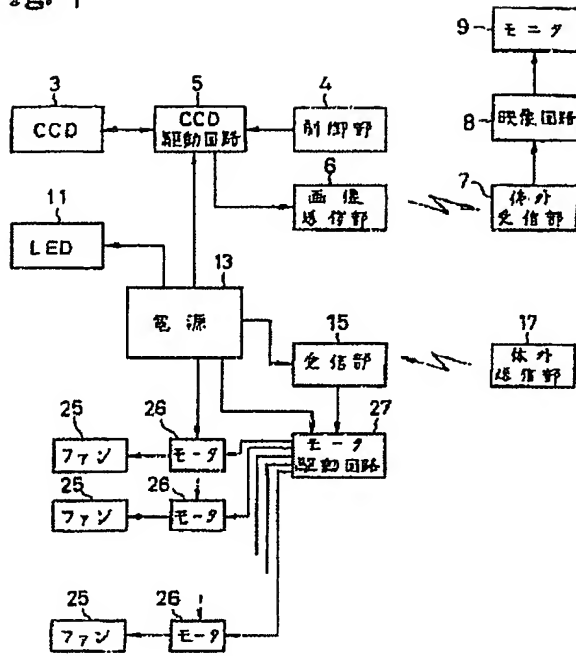 9
モニタ
3
5
4
8
映像回路
CCD
CCD
駆動回路
制御部
6
7
11
画像
送信部
体外
受信部
LED
13
電源
15
17
受信部
体外
送信部
25
26
27
ファン
モータ
モータ
駆動回路
25
26
ファン
モータ
25
26
ファン
モータ